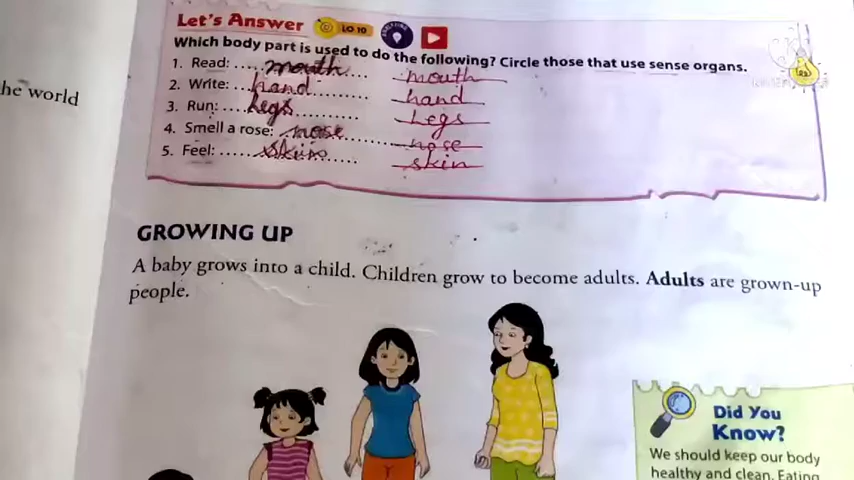 Let's Answer LO 10
Which body part is used to do the following? Circle those that use sense organs.
1. Read: .... mouth .... mouth
2. Write: ... hand .......... hand
3. Run: .... Legs .......... Legs
4. Smell a rose: .. nose .......... nose
5. Feel: ...... skin ...... skin
he world
GROWING UP
A baby grows into a child. Children grow to become adults. Adults are grown-up
people.
Did You
Know?
We should keep our body
healthy and clean. Eating